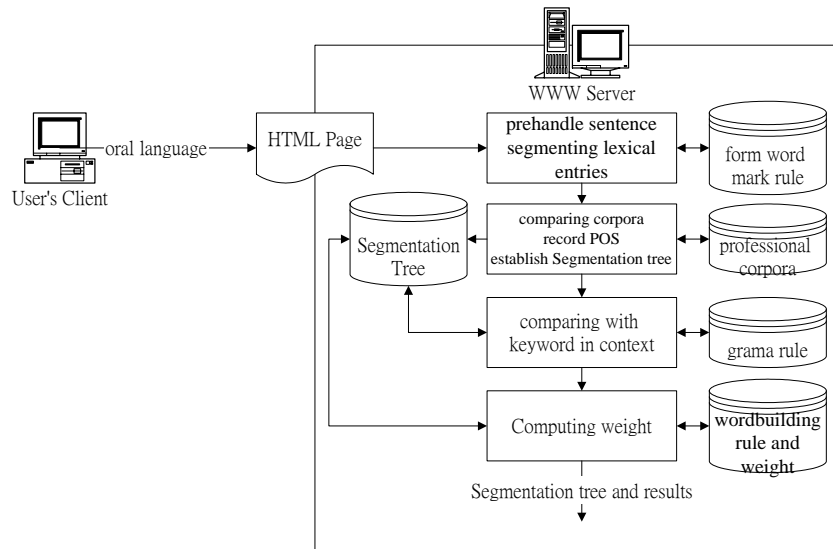 WWW Server
oral language
User's Client
HTML Page
prehandle sentence
segmenting lexical
entries
form word
mark rule
Segmentation
Tree
comparing corpora
record POS
establish Segmentation tree
professional
corpora
comparing with
keyword in context
grama rule
Computing weight
wordbuilding
rule and
weight
Segmentation tree and results